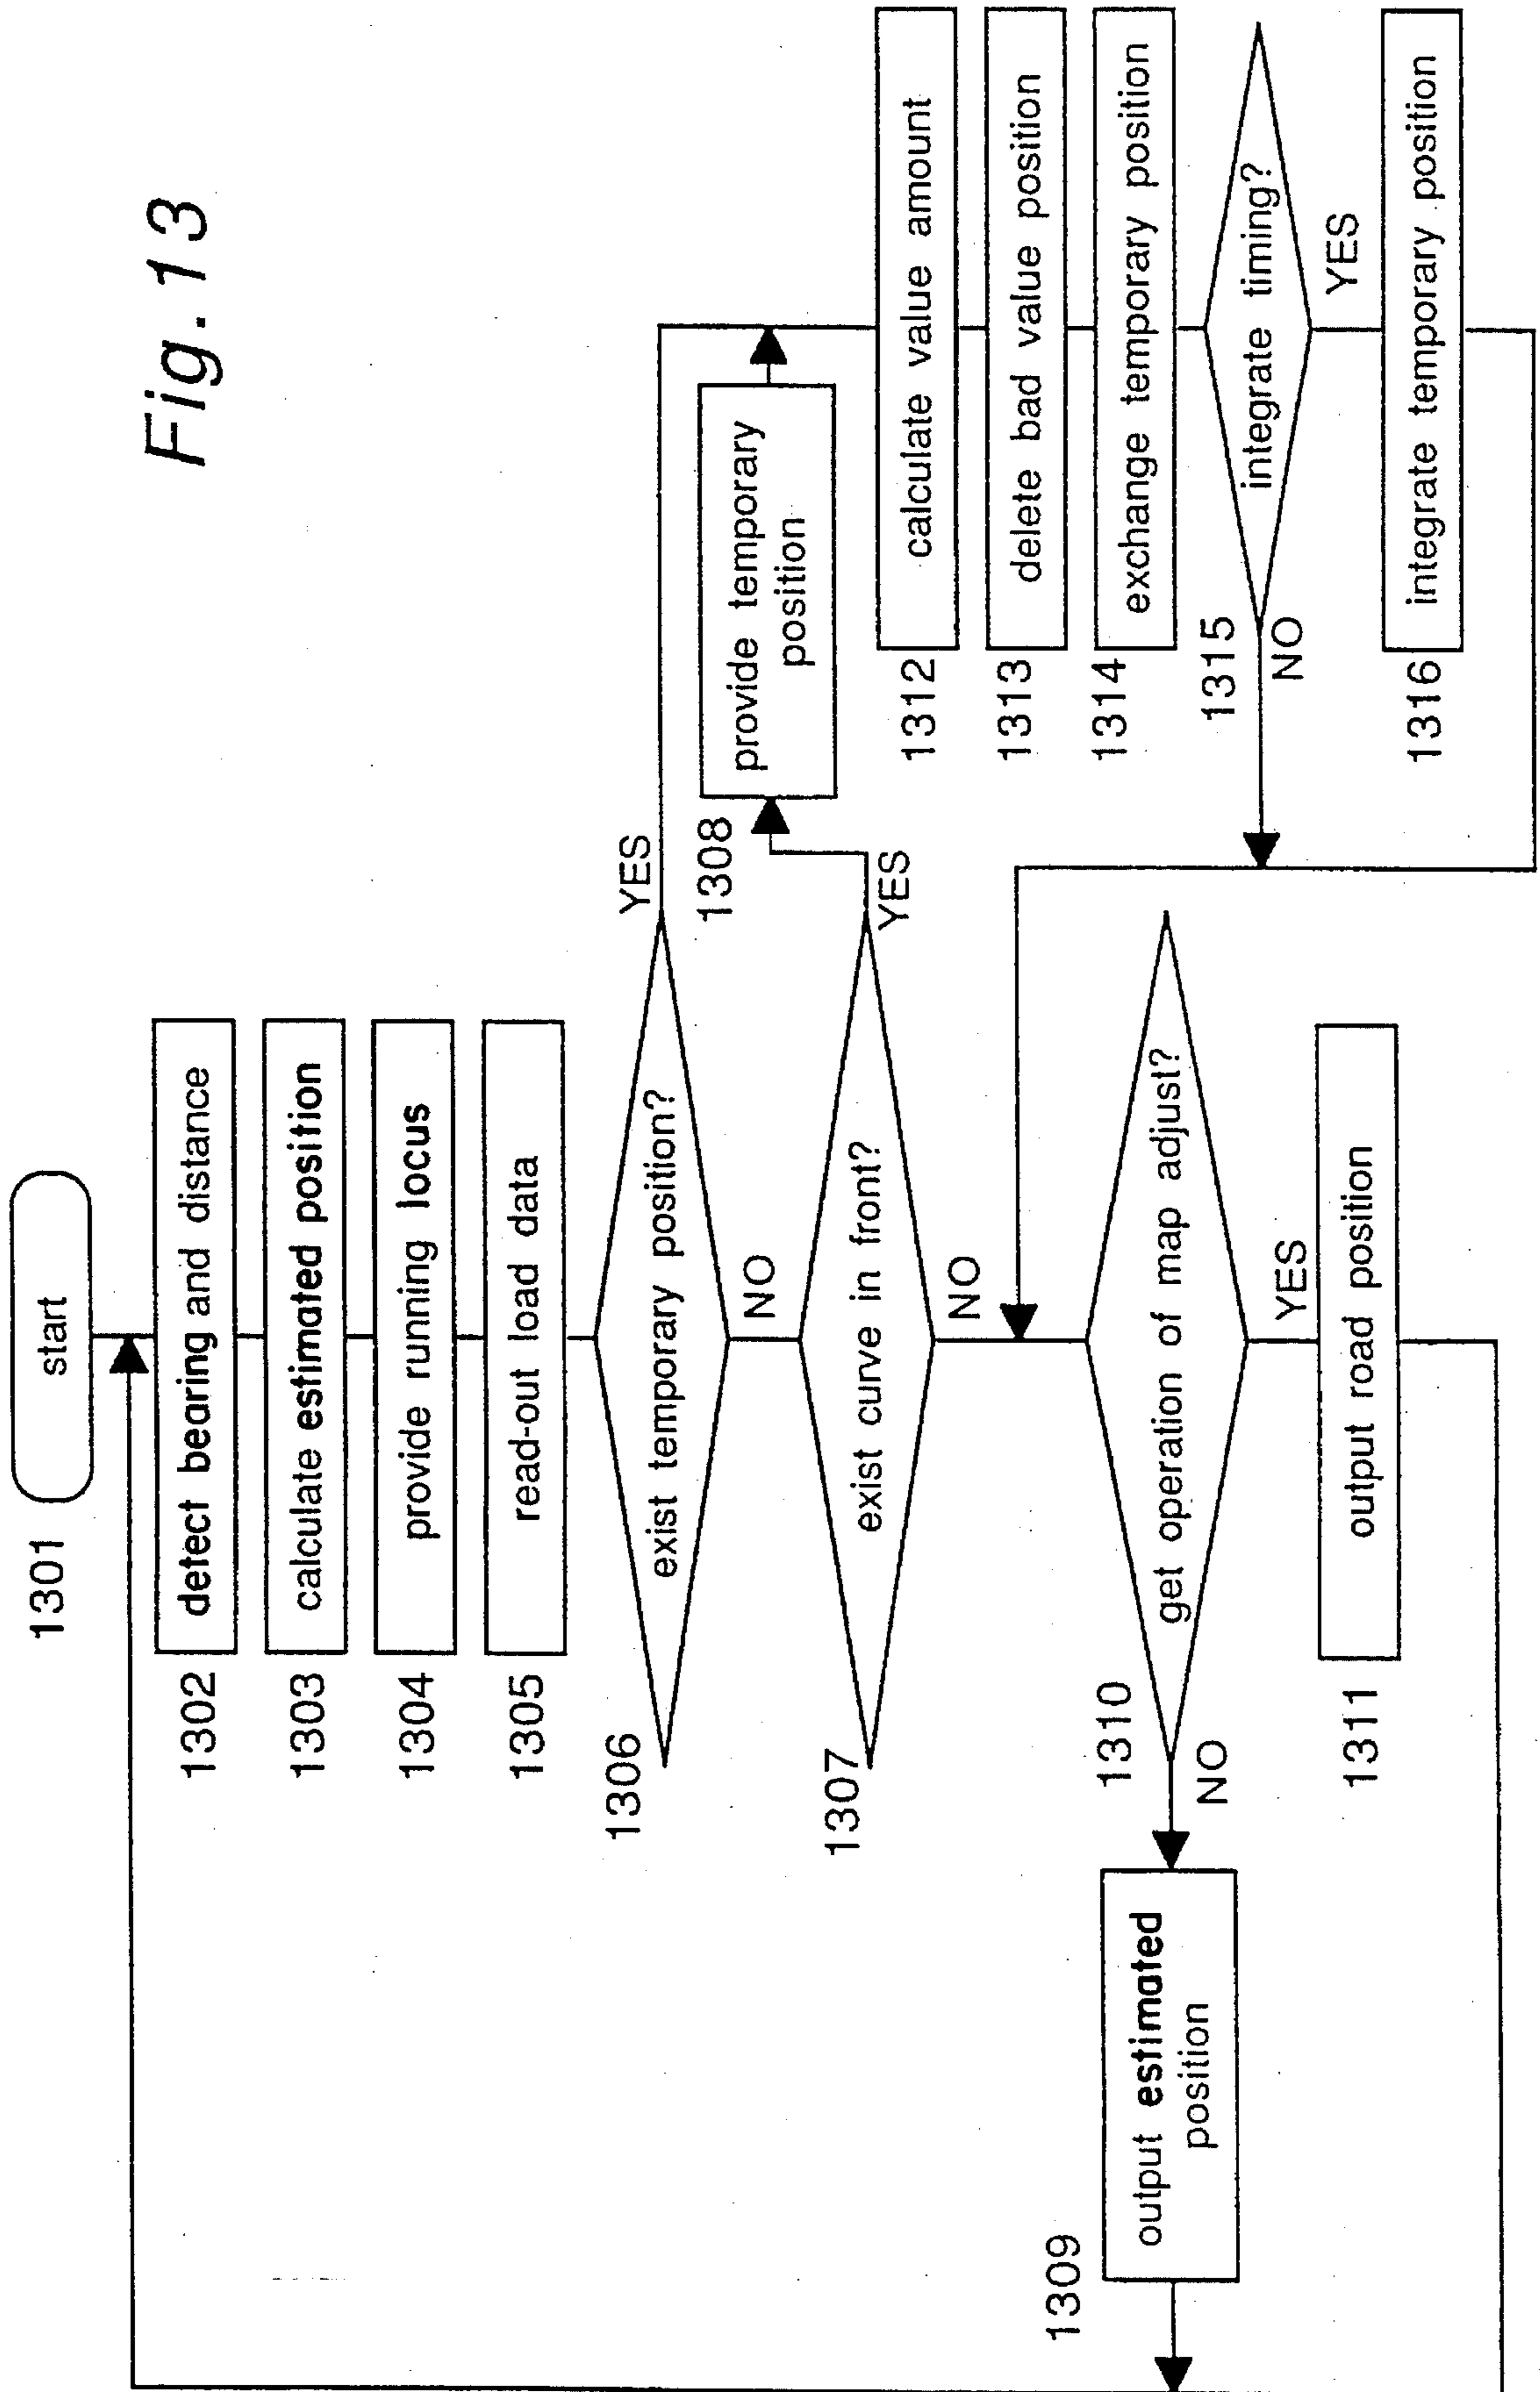 Fig. 13
1301
start
1302
detect bearing and distance
1303
calculate estimated position
1304
provide running locus
1305
read-out load data
1306
exist temporary position?
YES
NO
1307
exist curve in front?
YES
NO
1308
provide temporary
position
1312
calculate value amount
1313
delete bad value position
1314
exchange temporary position
1315
integrate timing?
NO
YES
1316
integrate temporary position
1310
get operation of map adjust?
NO
YES
1309
output estimated
position
1311
output road position